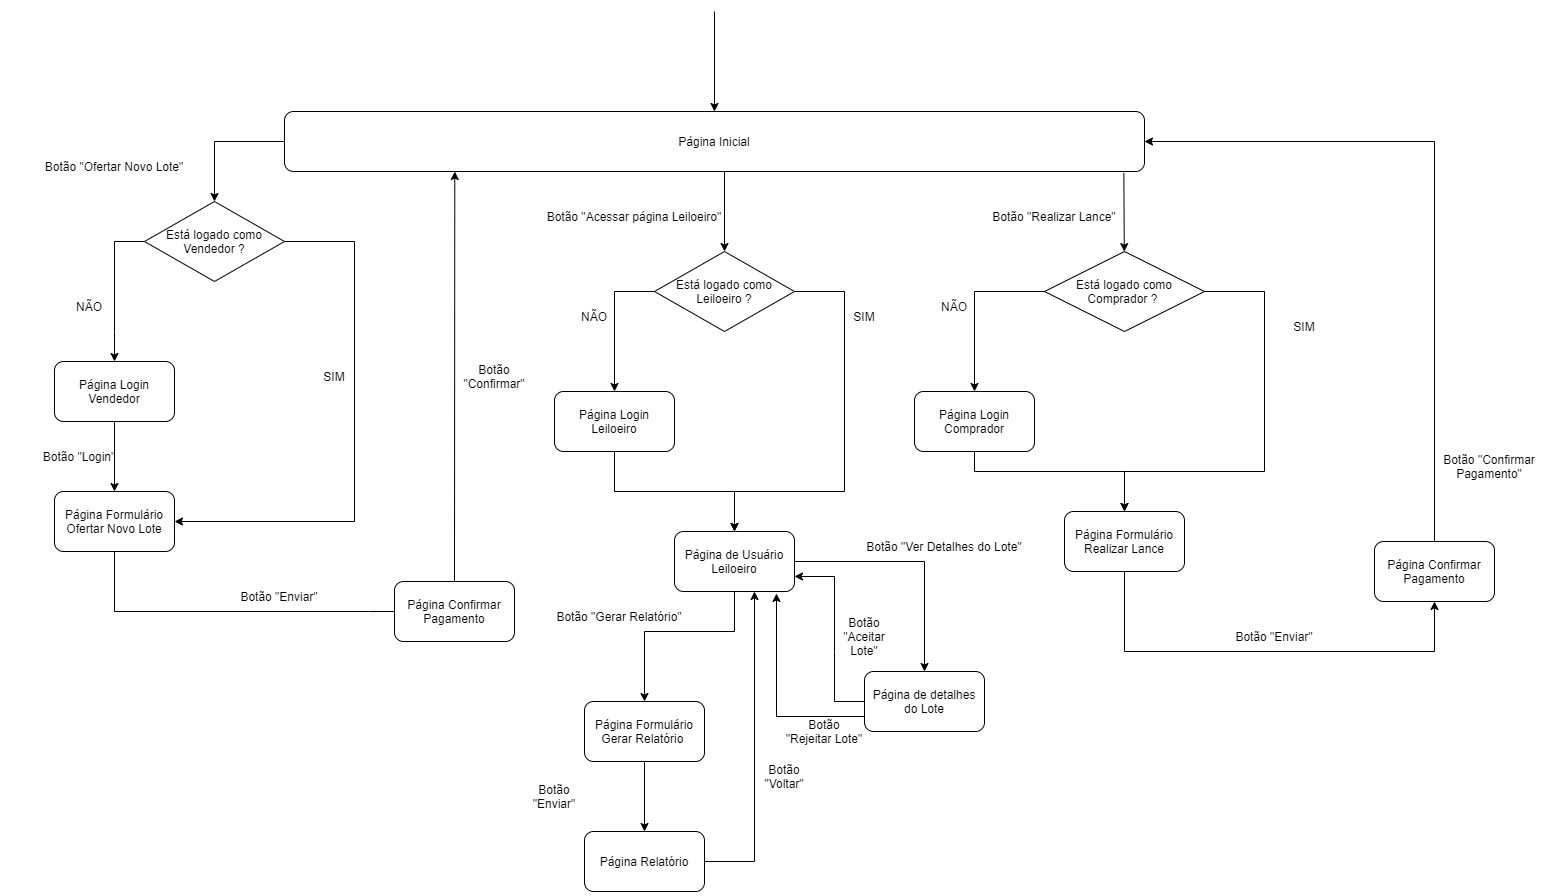 Página Inicial
Botão "Ofertar Novo Lote"
Botão "Acessar página Leiloeiro"
Botão "Realizar Lance"
Está logado como
Vendedor ?
Está logado como
Leiloeiro ?
Está logado como
Comprador ?
NÃO
NÃO
SIM
NÃO
SIM
SIM
Botão
"Confirmar"
Página Login
Vendedor
Página Login
Leiloeiro
Página Login
Comprador
Botão "Login"
Botão "Confirmar
Pagamento"
Página Formulário
Ofertar Novo Lote
Página de Usuário
Leiloeiro
Botão "Ver Detalhes do Lote"
Página Formulário
Realizar Lance
Página Confirmar
Pagamento
Botão "Enviar"
Página Confirmar
Pagamento
Botão "Gerar Relatório"
Botão
"Aceitar
Lote"
Botão "Enviar"
Página de detalhes
do Lote
Página Formulário
Gerar Relatório
Botão
"Rejeitar Lote"
Botão
"Voltar"
Botão
"Enviar"
Página Relatório